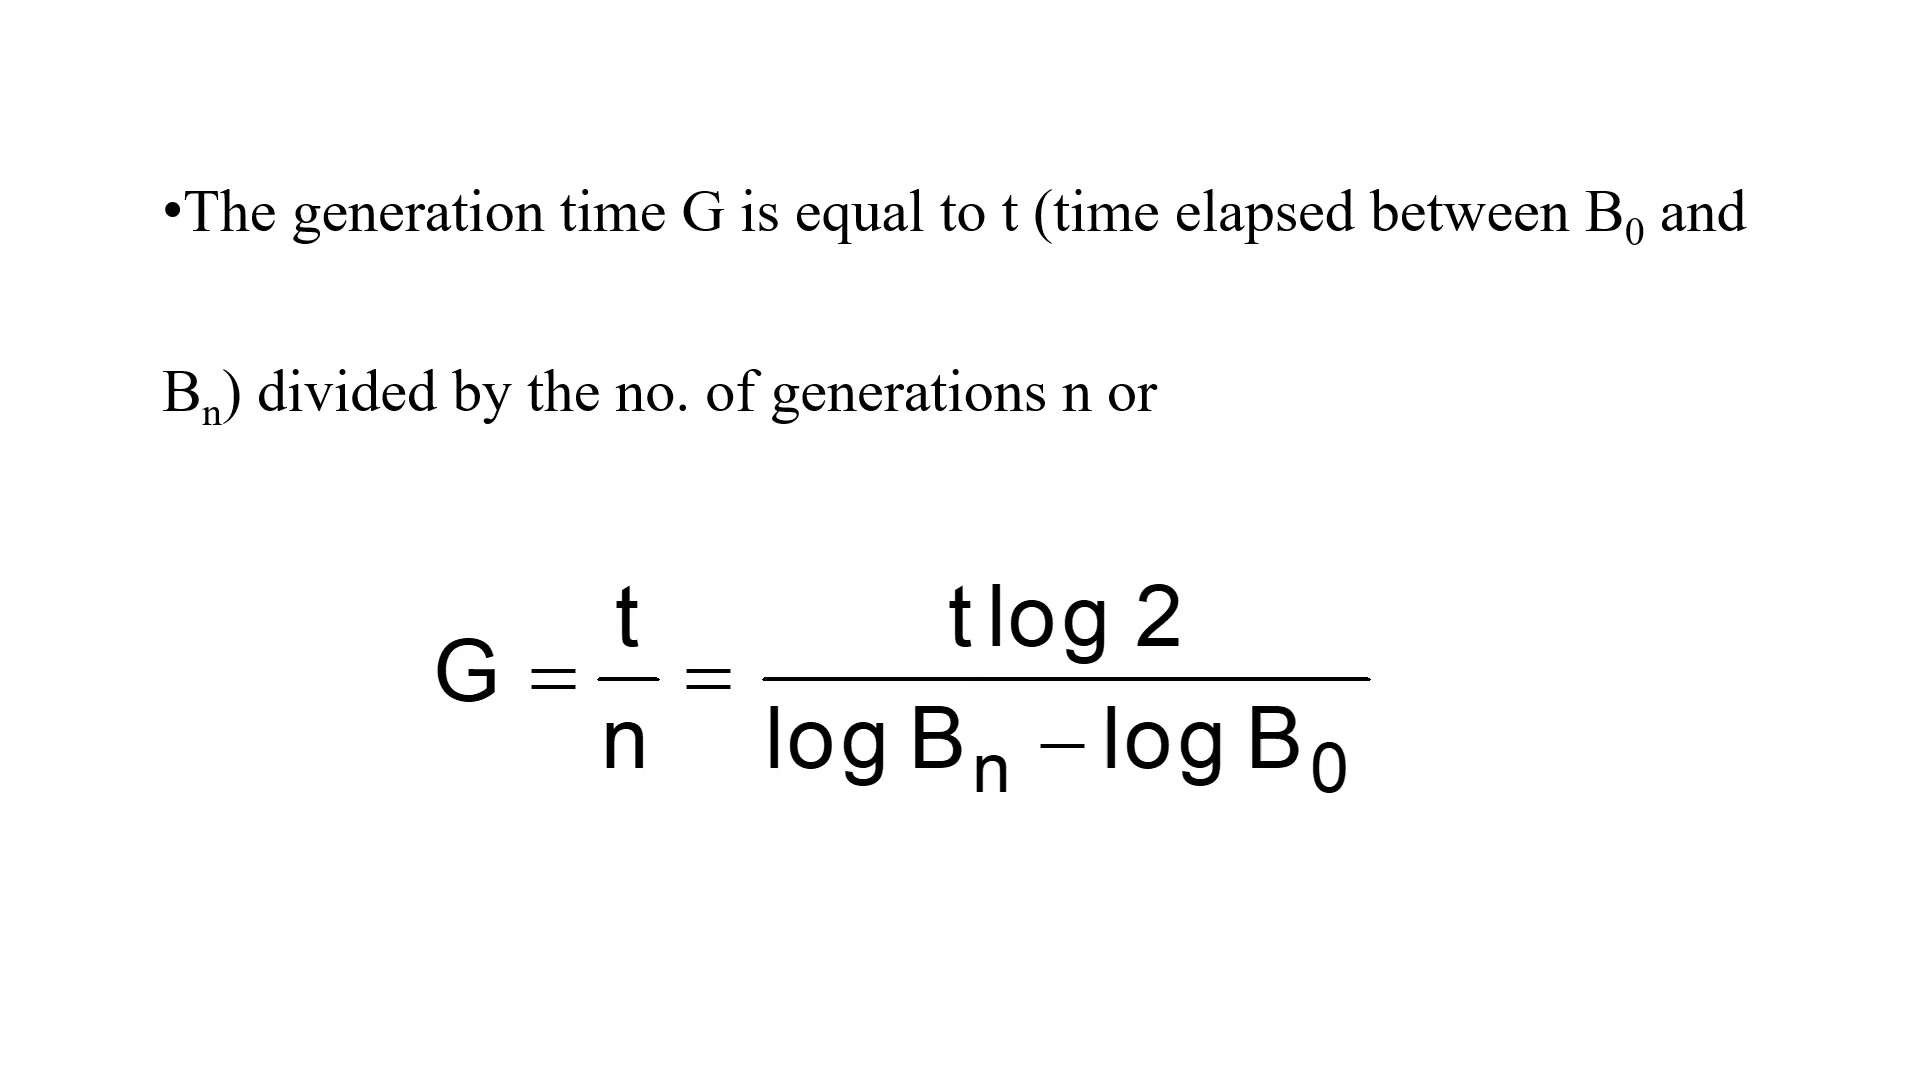 •The generation time G is equal to t (time elapsed between B₀ and
Bₙ) divided by the no. of generations n or
G = t/n = t log 2 / log Bₙ – log B₀